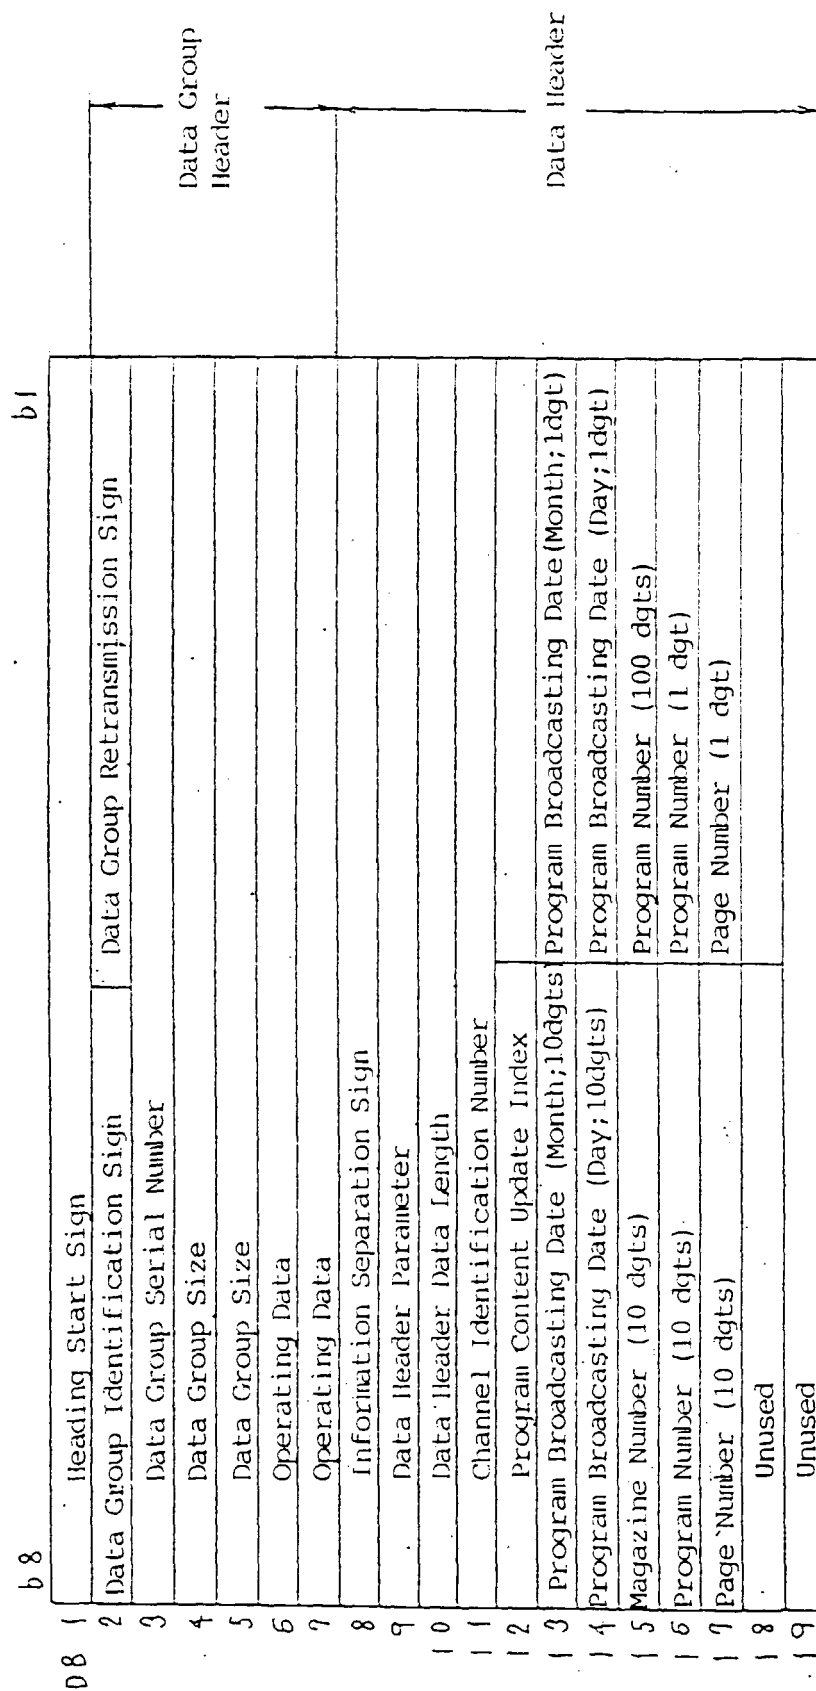 b8 b1
DB 1 Heading Start Sign
2 Data Group Identification Sign Data Group Retransmission Sign
3 Data Group Serial Number
4 Data Group Size
5 Data Group Size
6 Operating Data
7 Operating Data
8 Information Separation Sign
9 Data Header Parameter
10 Data Header Data Length
11 Channel Identification Number
12 Program Content Update Index
13 Program Broadcasting Date (Month;10dgts) Program Broadcasting Date(Month;1dgt)
14 Program Broadcasting Date (Day;10dgts) Program Broadcasting Date (Day;1dgt)
15 Magazine Number (10 dgts) Program Number (100 dgts)
16 Program Number (10 dgts) Program Number (1 dgt)
17 Page Number (10 dgts) Page Number (1 dgt)
18 Unused
19 Unused
Data Group
Header
Data Header